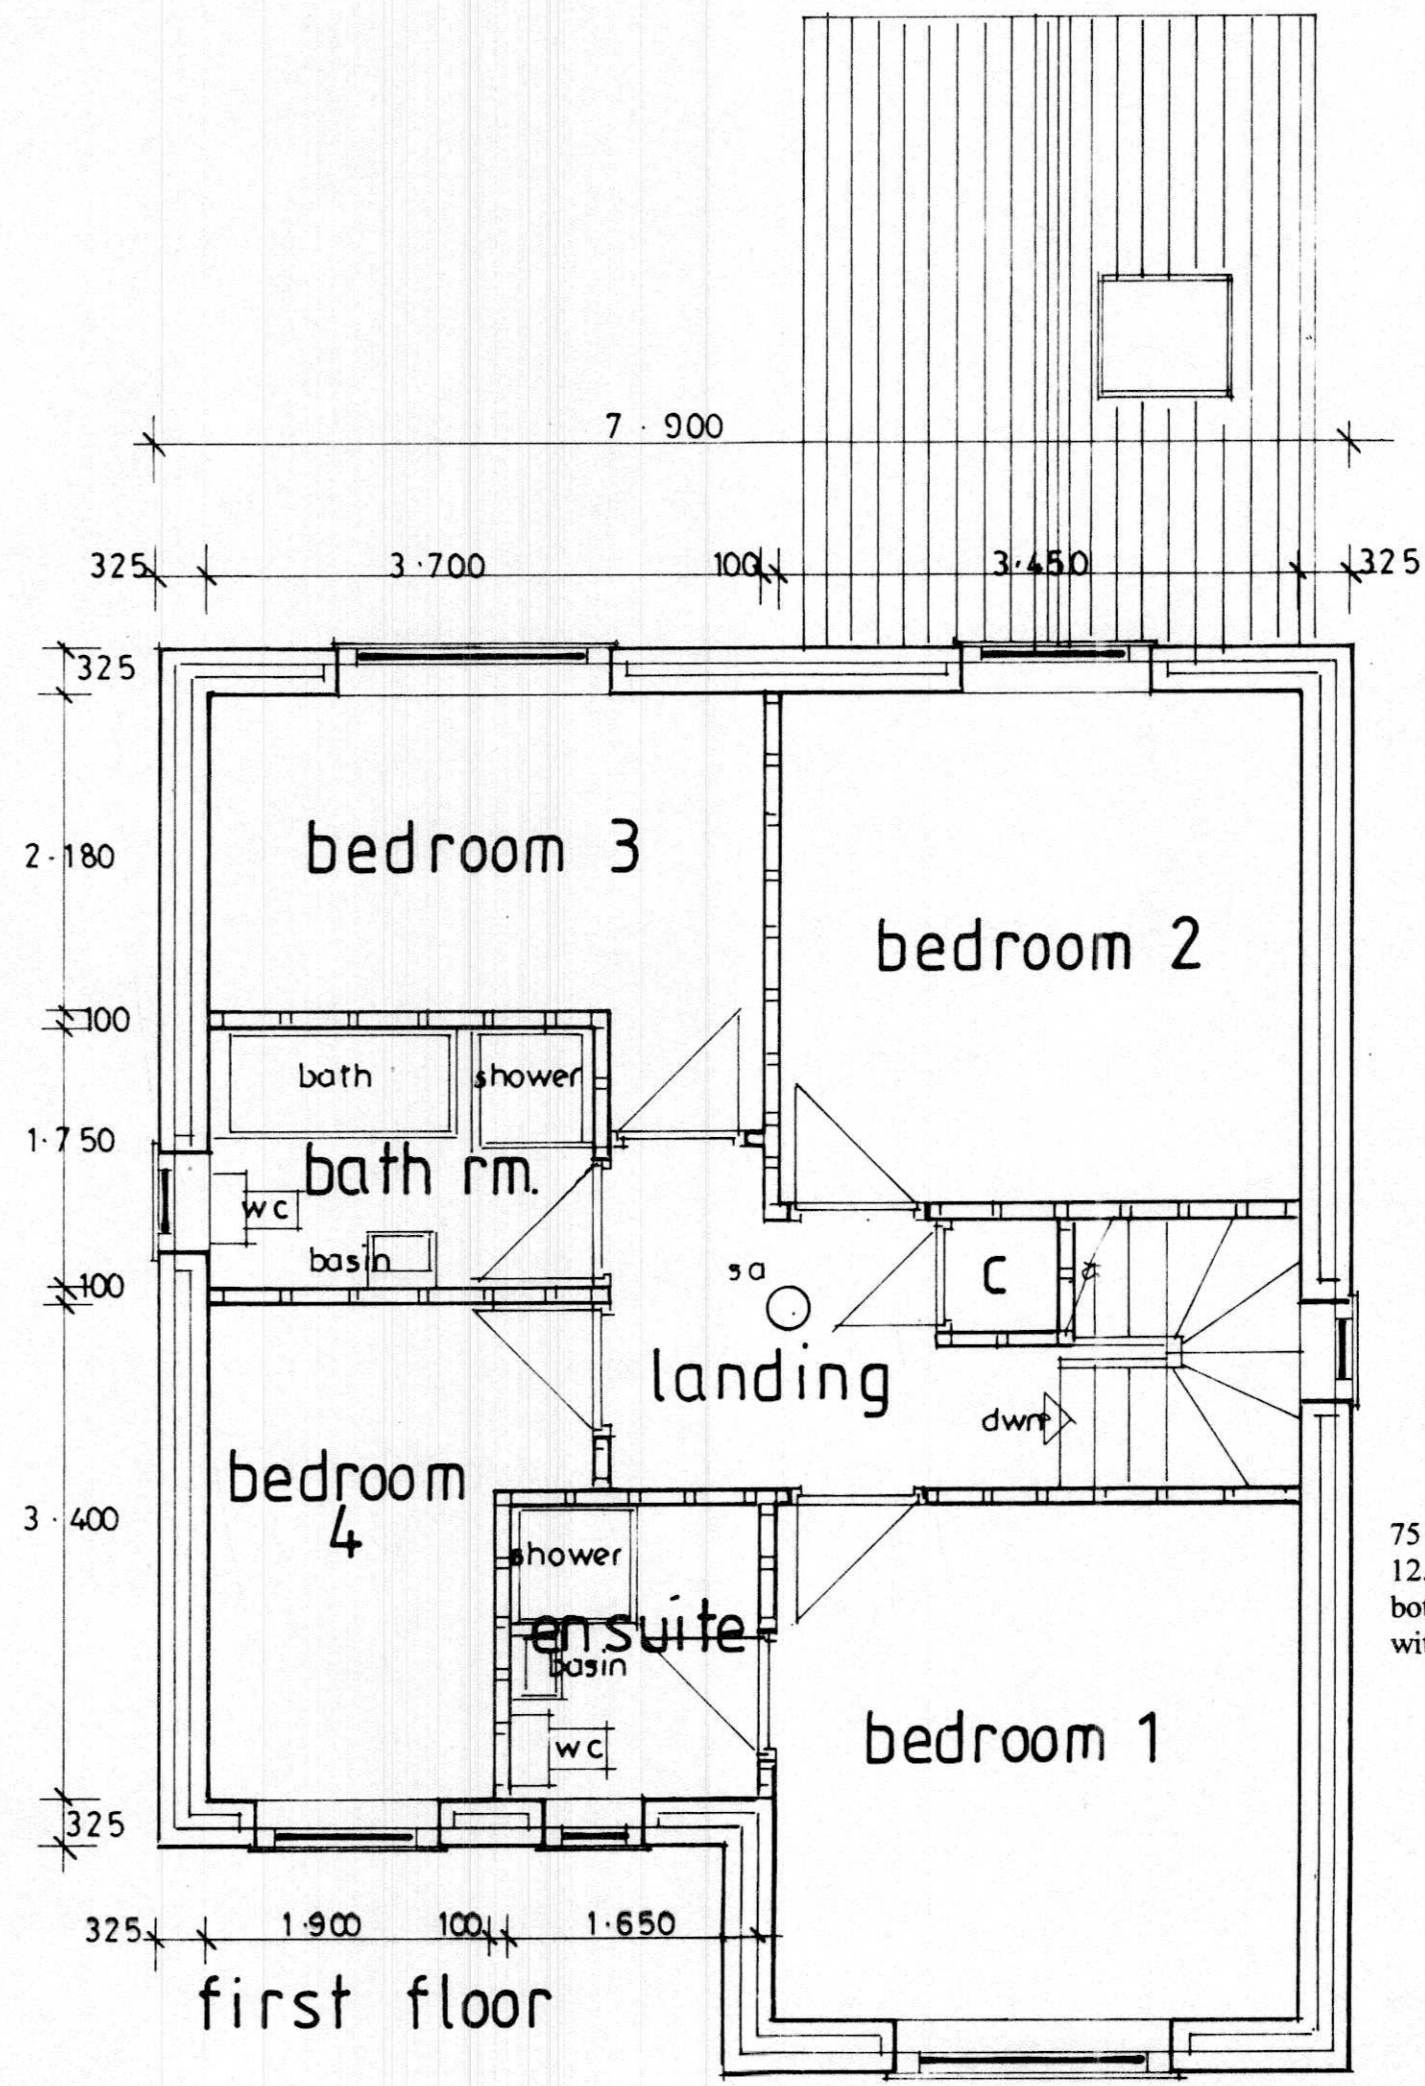 7.900
325 3.700 100 3.450 325
325
2.180
bedroom 3
bedroom 2
100
bath
shower
1.750
bath rm.
wc
basin
100
sa
C
landing
dwn
bedroom
4
3.400
shower
ensuite
basin
wc
bedroom 1
75
12.
325
325 1.900 100 1.650
first floor